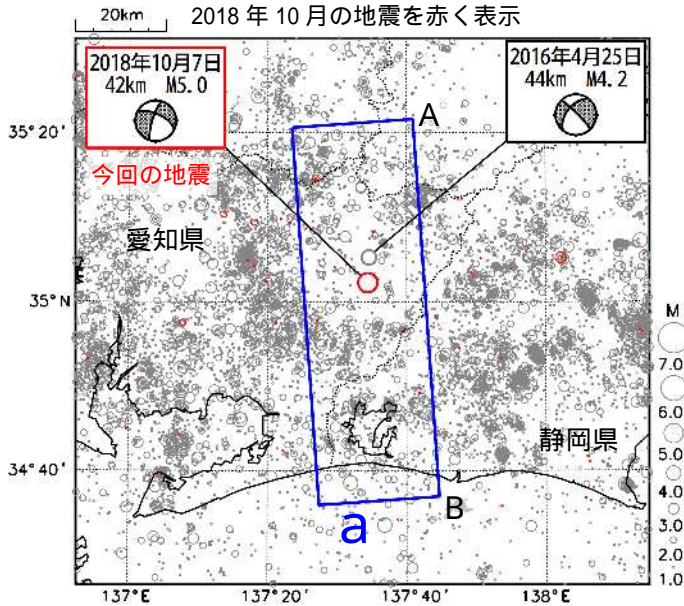 20km
2018 年 10 月の地震を赤く表示
2018年10月7日
42km M5.0
2016年4月25日
44km M4.2
今回の地震
A
35°20'
愛知県
35°N
M
7.0
6.0
5.0
4.0
3.0
2.0
1.0
静岡県
34°40'
B
a
137°E
137°20'
137°40'
138°E